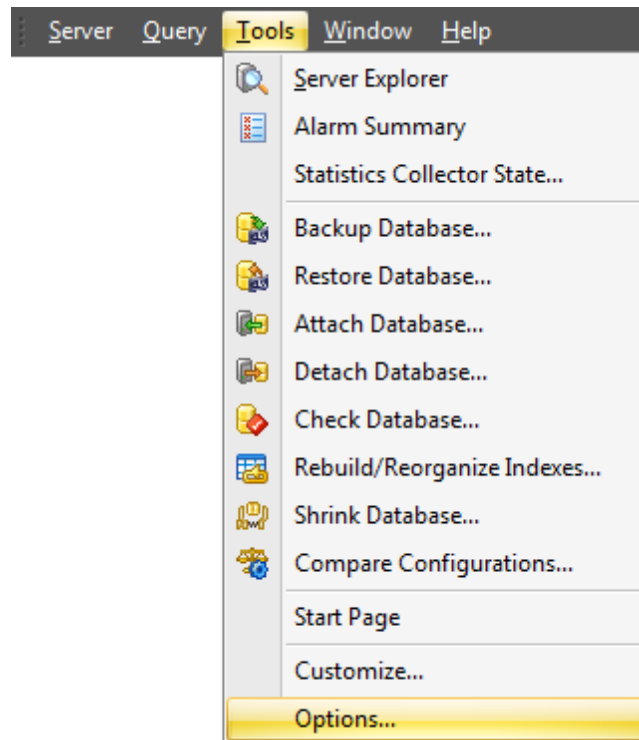 Server Query Tools Window Help
Server Explorer
Alarm Summary
Statistics Collector State...
Backup Database...
Restore Database...
Attach Database...
Detach Database...
Check Database...
Rebuild/Reorganize Indexes...
Shrink Database...
Compare Configurations...
Start Page
Customize...
Options...